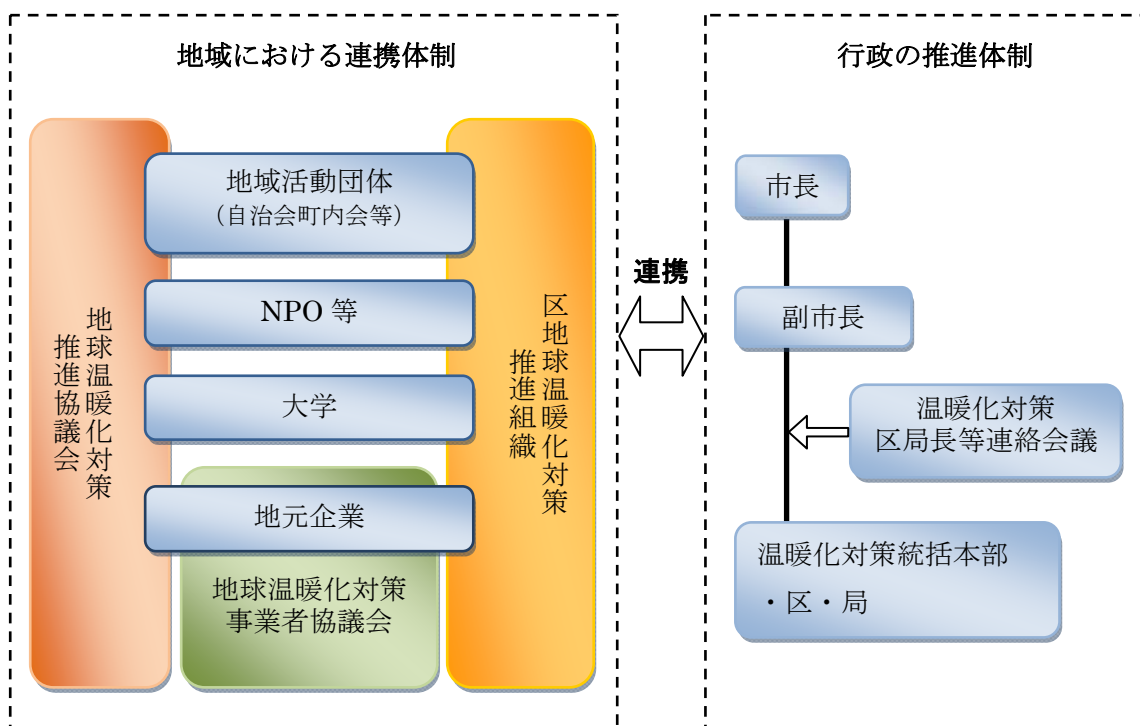 地域における連携体制
地球温暖化対策
推進協議会
地域活動団体
（自治会町内会等）
NPO 等
大学
地元企業
地球温暖化対策
事業者協議会
区地球温暖化対策
推進組織
連携
行政の推進体制
市長
副市長
温暖化対策
区局長等連絡会議
温暖化対策統括本部
・区・局